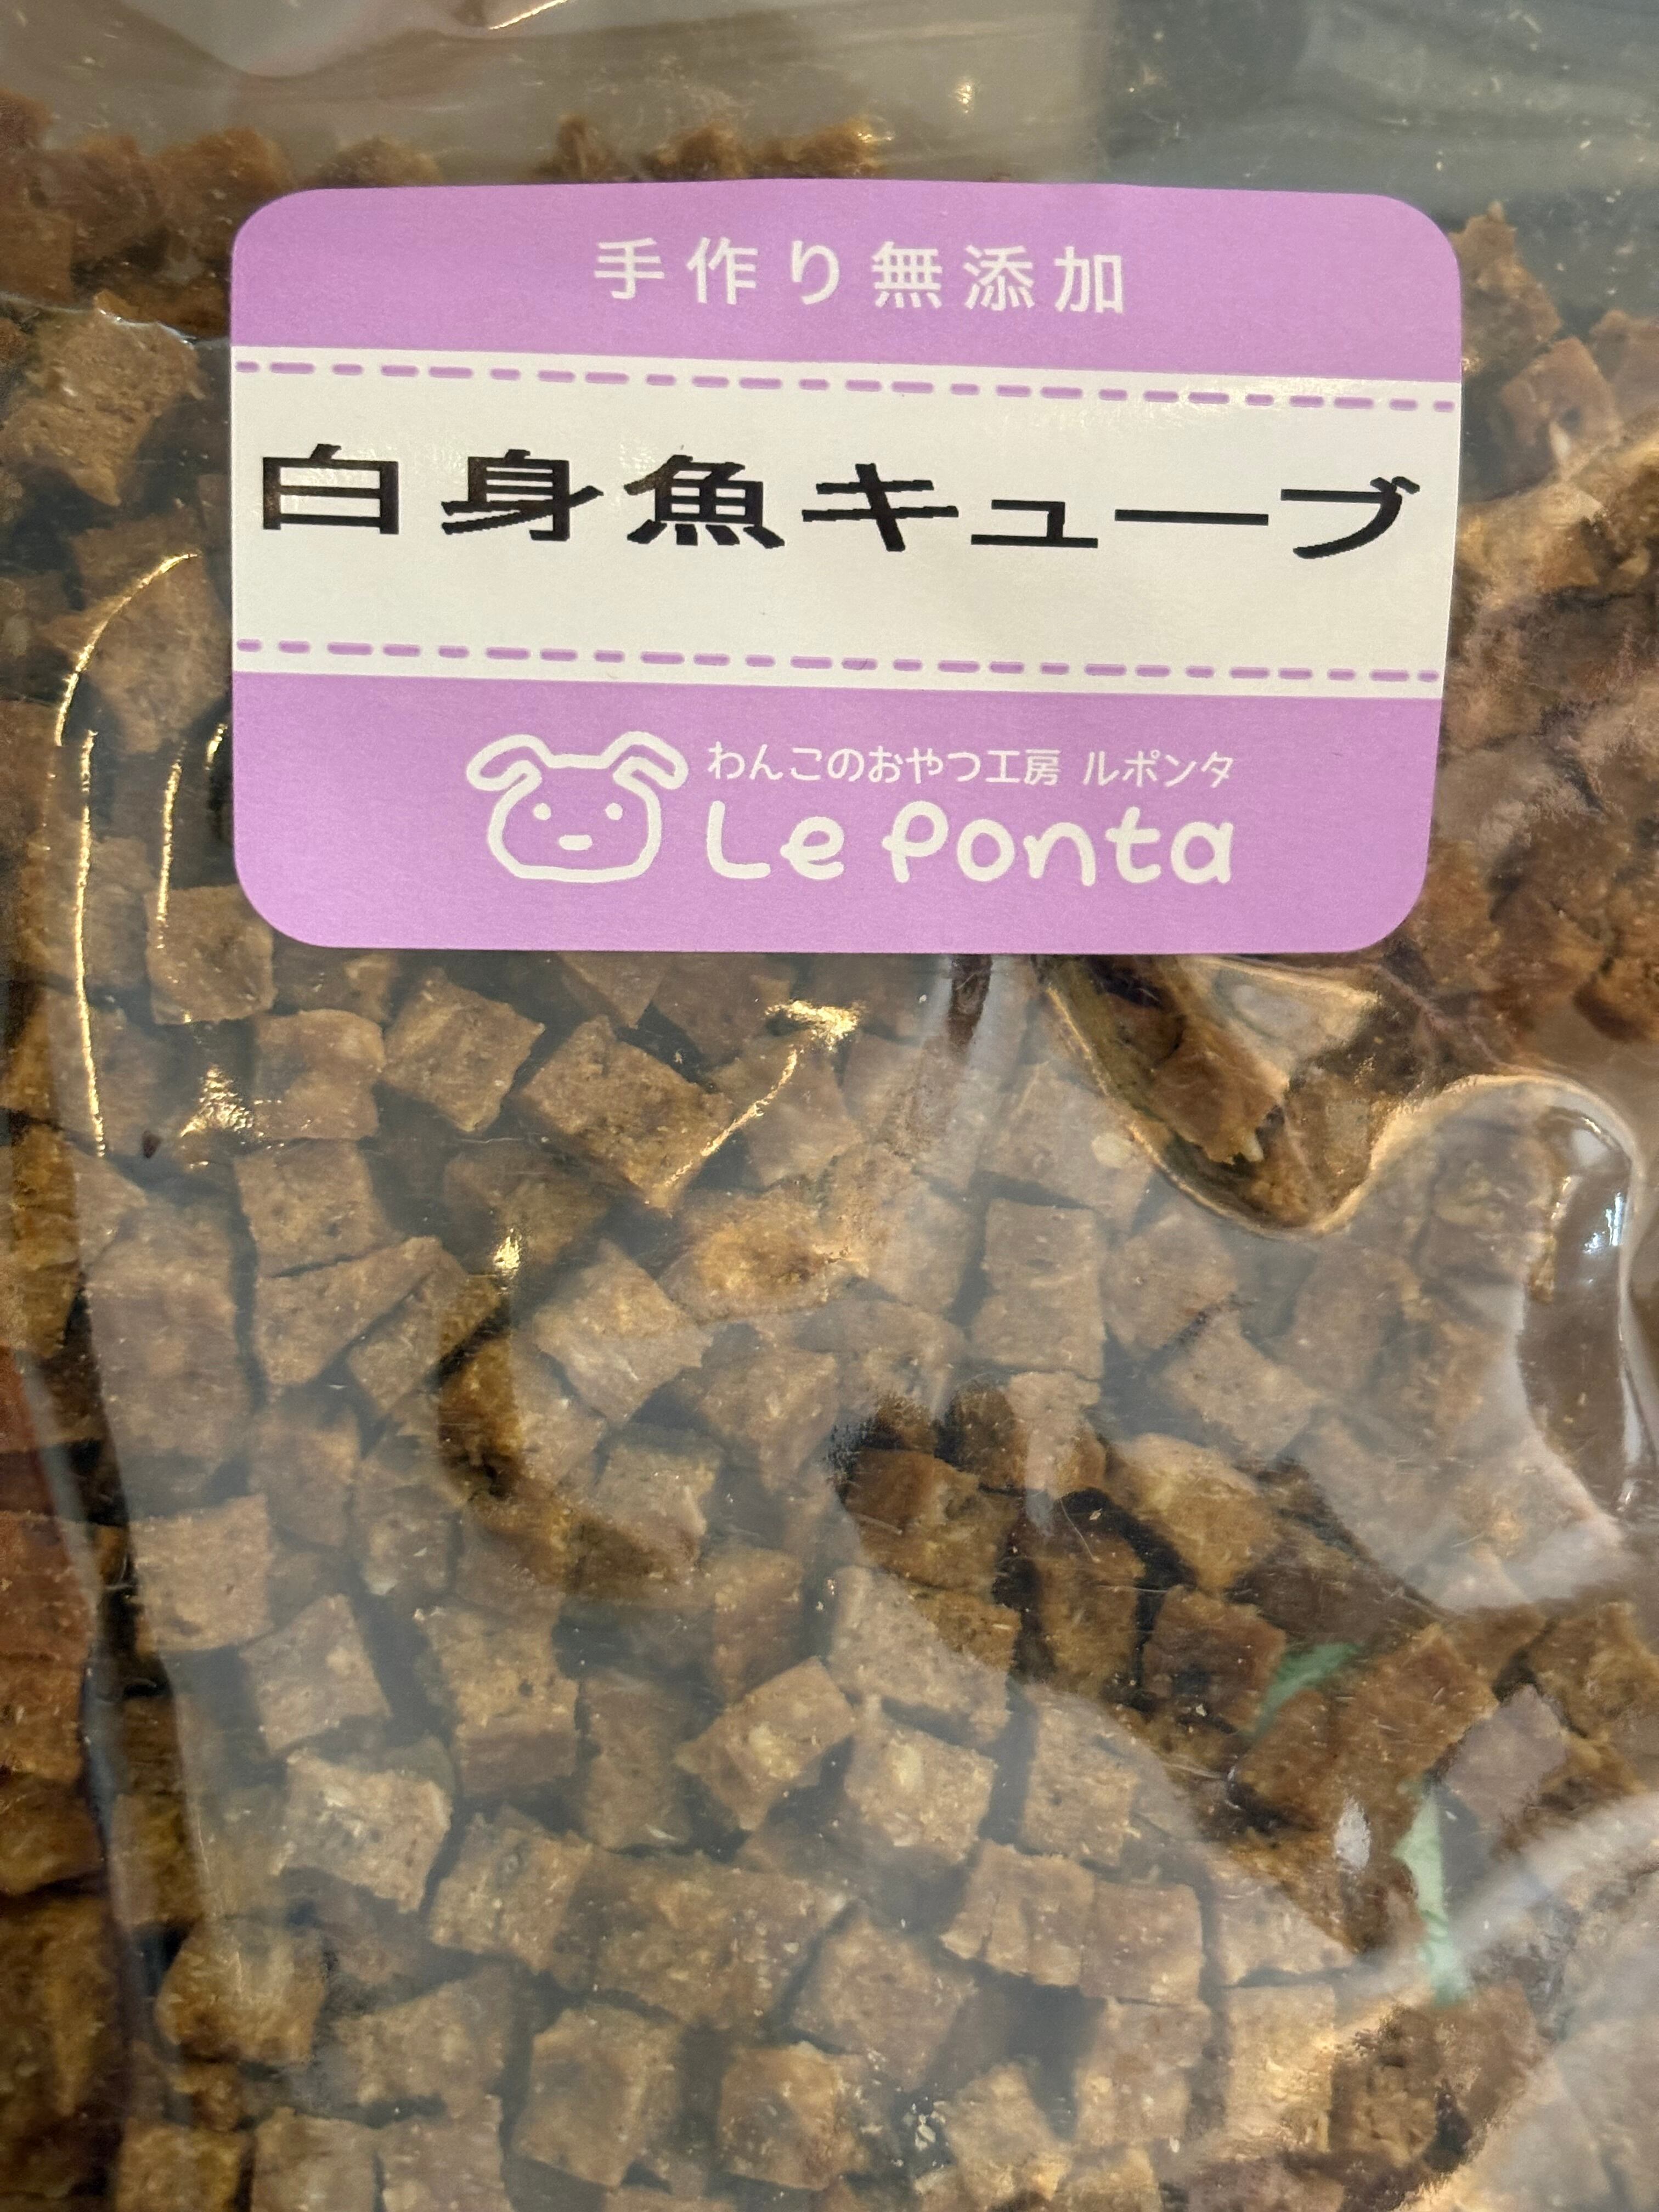 手作り無添加
白身魚キューブ
わんこのおやつ工房 ルポンタ
Le Ponta